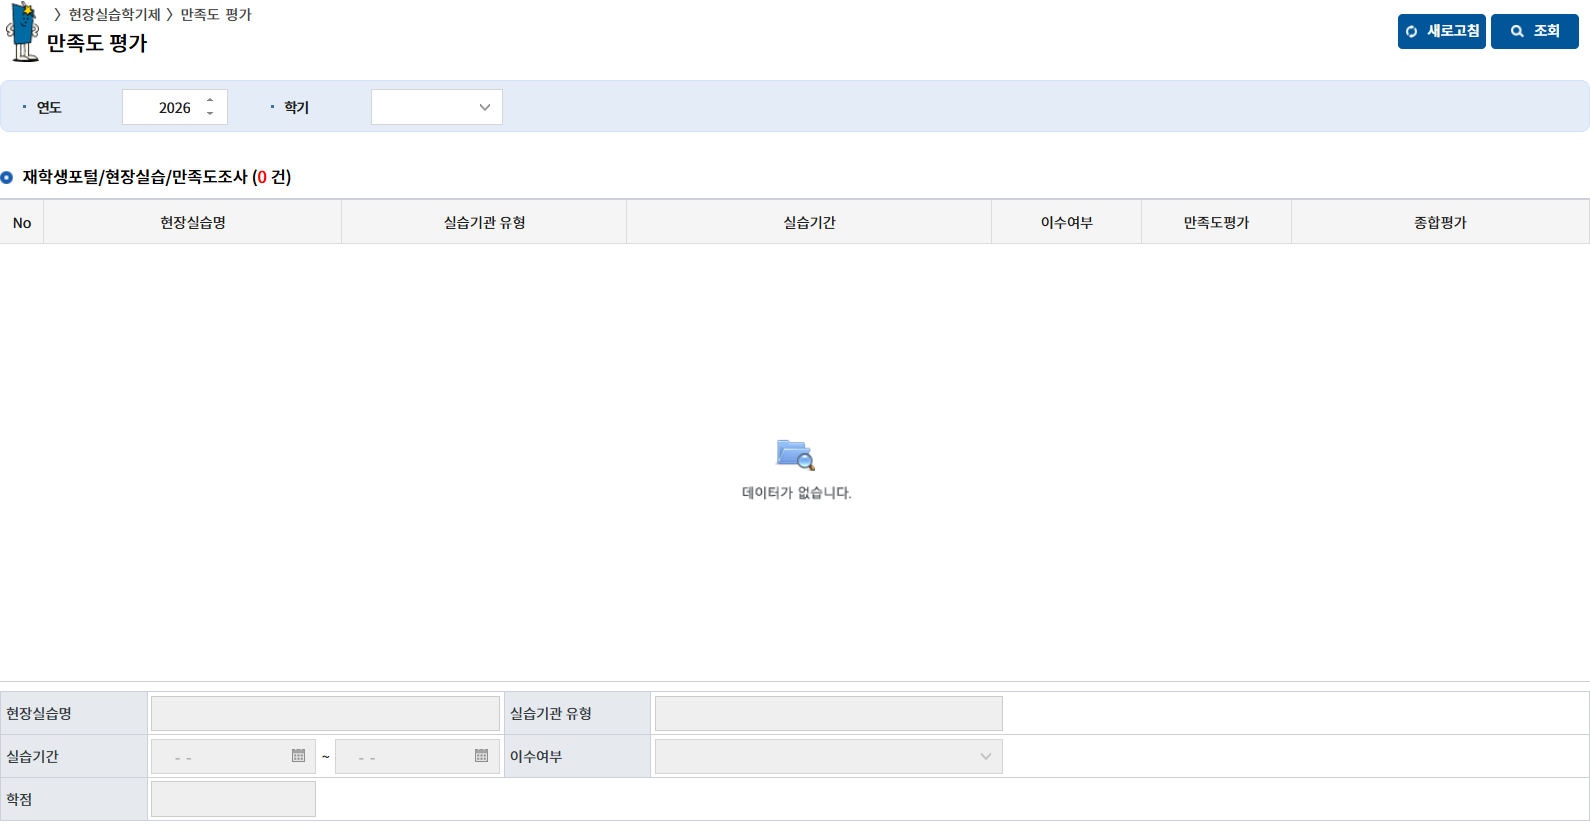 〉 현장실습학기제 〉 만족도 평가
만족도 평가
새로고침 조회
· 연도 2026 · 학기
재학생포털/현장실습/만족도조사 (0 건)
No 현장실습명 실습기관 유형 실습기간 이수여부 만족도평가 종합평가
데이터가 없습니다.
현장실습명 실습기관 유형
실습기간 - - ~ - - 이수여부
학점